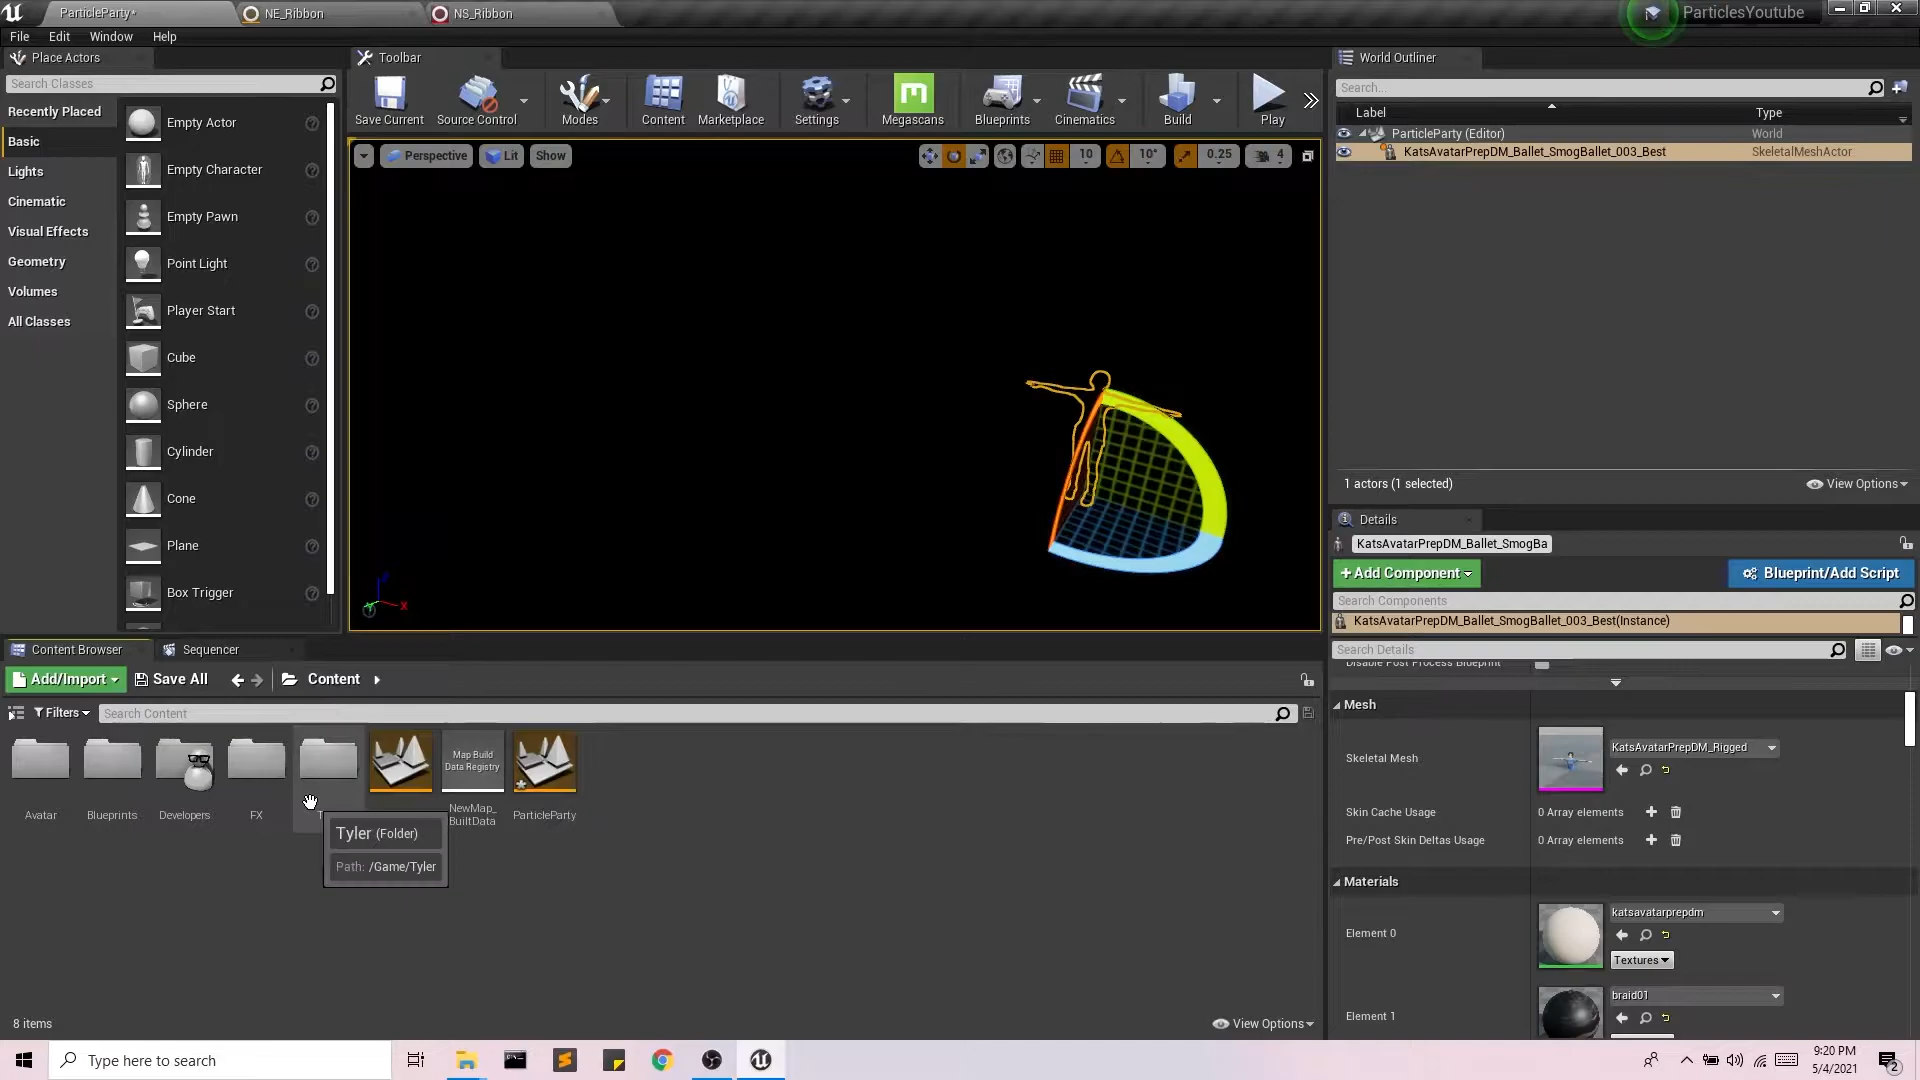 ParticleParty*
NE_Ribbon
NS_Ribbon
ParticlesYoutube
File Edit Window Help
Place Actors
Toolbar
World Outliner
Search Classes
Search...
Recently Placed
Basic
Lights
Cinematic
Visual Effects
Geometry
Volumes
All Classes
Empty Actor
Empty Character
Empty Pawn
Point Light
Player Start
Cube
Sphere
Cylinder
Cone
Plane
Box Trigger
Save Current
Source Control
Modes
Content
Marketplace
Settings
Megascans
Blueprints
Cinematics
Build
Play
Perspective
Lit
Show
10
10°
0.25
4
X
Label
Type
ParticleParty (Editor)
World
KatsAvatarPrepDM_Ballet_SmogBallet_003_Best
SkeletalMeshActor
1 actors (1 selected)
View Options
Details
KatsAvatarPrepDM_Ballet_SmogBa
+Add Component
Blueprint/Add Script
Search Components
KatsAvatarPrepDM_Ballet_SmogBallet_003_Best(Instance)
Search Details
Disable Post Process Blueprint
Mesh
Skeletal Mesh
KatsAvatarPrepDM_Rigged
Skin Cache Usage
0 Array elements
Pre/Post Skin Deltas Usage
0 Array elements
Materials
Element 0
katsavatarprepdm
Textures
Element 1
braid01
Content Browser
Sequencer
Add/Import
Save All
Content
Filters
Search Content
Avatar
Blueprints
Developers
FX
T
Map Build
Data Registry
NewMap_
BuiltData
ParticleParty
Tyler (Folder)
Path: /Game/Tyler
8 items
View Options
Type here to search
9:20 PM
5/4/2021
2